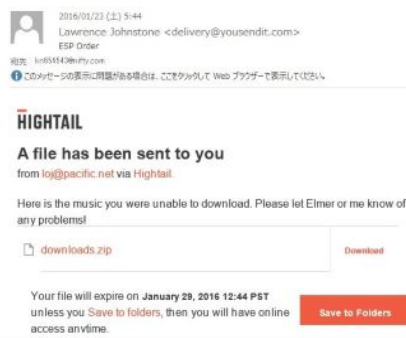 2016/01/23 (土) 5:44
Lawrence Johnstone <delivery@yousendit.com>
ESP Order
宛先
このメッセージの表示に問題がある場合は、ここをクリックして Web ブラウザーで表示してください。
HIGHTAIL
A file has been sent to you
from loj@pacific.net via Hightail.
Here is the music you were unable to download. Please let Elmer or me know of
any problems!
downloads.zip Download
Your file will expire on January 29, 2016 12:44 PST
unless you Save to folders, then you will have online
access anytime.
Save to Folders